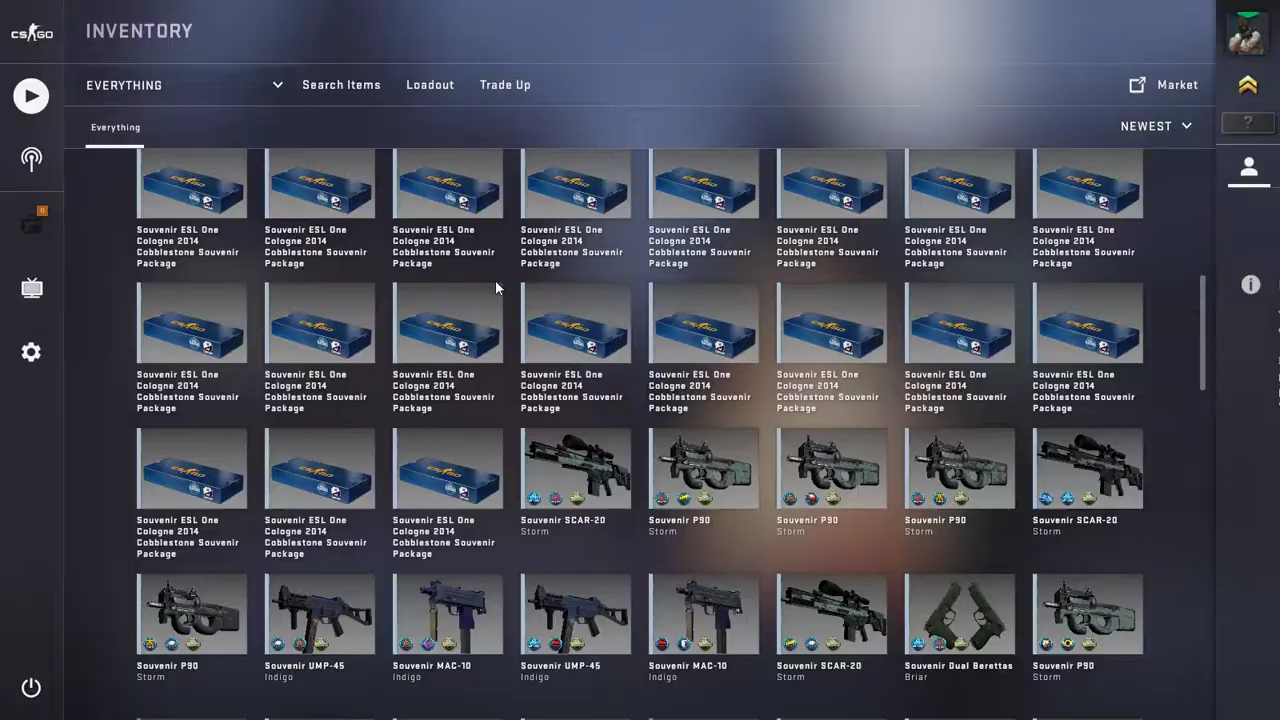 CS GO
INVENTORY
EVERYTHING
Search Items
Loadout
Trade Up
Market
Everything
NEWEST
?
0
Souvenir ESL One
Cologne 2014
Cobblestone Souvenir
Package
Souvenir ESL One
Cologne 2014
Cobblestone Souvenir
Package
Souvenir ESL One
Cologne 2014
Cobblestone Souvenir
Package
Souvenir ESL One
Cologne 2014
Cobblestone Souvenir
Package
Souvenir ESL One
Cologne 2014
Cobblestone Souvenir
Package
Souvenir ESL One
Cologne 2014
Cobblestone Souvenir
Package
Souvenir ESL One
Cologne 2014
Cobblestone Souvenir
Package
Souvenir ESL One
Cologne 2014
Cobblestone Souvenir
Package
Souvenir ESL One
Cologne 2014
Cobblestone Souvenir
Package
Souvenir ESL One
Cologne 2014
Cobblestone Souvenir
Package
Souvenir ESL One
Cologne 2014
Cobblestone Souvenir
Package
Souvenir ESL One
Cologne 2014
Cobblestone Souvenir
Package
Souvenir ESL One
Cologne 2014
Cobblestone Souvenir
Package
Souvenir ESL One
Cologne 2014
Cobblestone Souvenir
Package
Souvenir ESL One
Cologne 2014
Cobblestone Souvenir
Package
Souvenir ESL One
Cologne 2014
Cobblestone Souvenir
Package
Souvenir ESL One
Cologne 2014
Cobblestone Souvenir
Package
Souvenir ESL One
Cologne 2014
Cobblestone Souvenir
Package
Souvenir ESL One
Cologne 2014
Cobblestone Souvenir
Package
Souvenir SCAR-20
Storm
Souvenir P90
Storm
Souvenir P90
Storm
Souvenir P90
Storm
Souvenir SCAR-20
Storm
Souvenir P90
Storm
Souvenir UMP-45
Indigo
Souvenir MAC-10
Indigo
Souvenir UMP-45
Indigo
Souvenir MAC-10
Indigo
Souvenir SCAR-20
Storm
Souvenir Dual Berettas
Briar
Souvenir P90
Storm